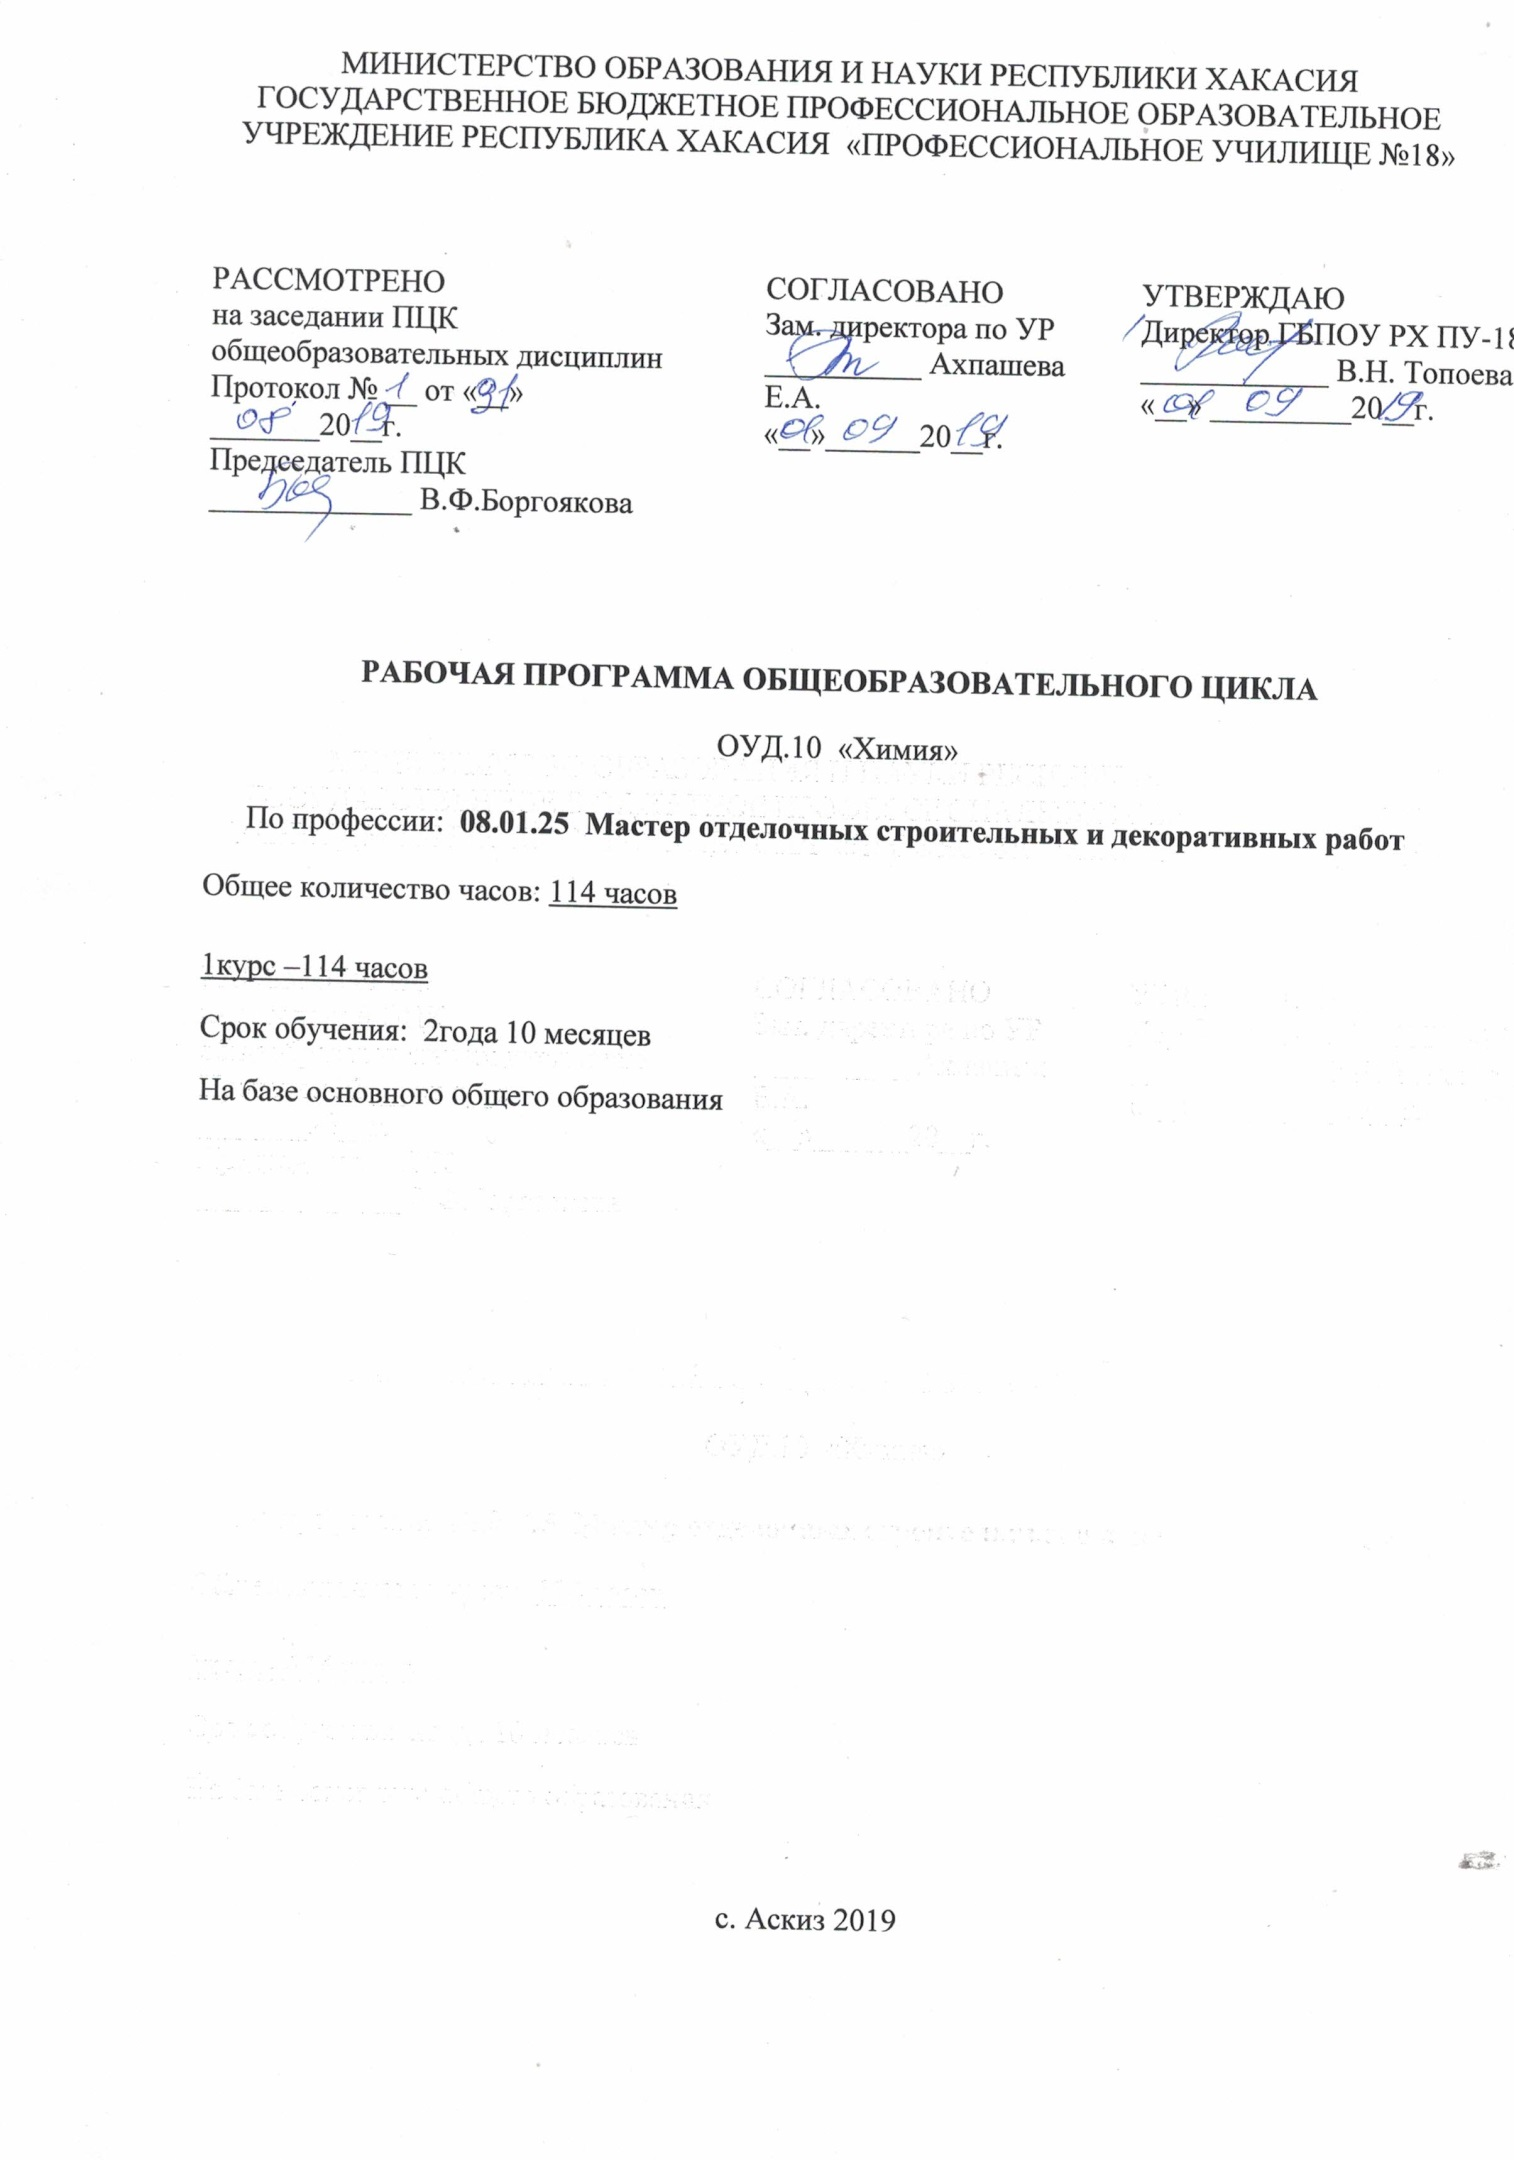 МИНИСТЕРСТВО ОБРАЗОВАНИЯ И НАУКИ РЕСПУБЛИКИ ХАКАСИЯ
ГОСУДАРСТВЕННОЕ БЮДЖЕТНОЕ ПРОФЕССИОНАЛЬНОЕ ОБРАЗОВАТЕЛЬНОЕ
УЧРЕЖДЕНИЕ РЕСПУБЛИКА ХАКАСИЯ «ПРОФЕССИОНАЛЬНОЕ УЧИЛИЩЕ №18»
РАССМОТРЕНО
на заседании ПЦК
общеобразовательных дисциплин
Протокол № 1 от «31»
08 2019г.
Председатель ПЦК
В.Ф.Боргоякова
СОГЛАСОВАНО
Зам. директора по УР
Ахпашева
Е.А.
«01» 09 2019г.
УТВЕРЖДАЮ
Директор ГБПОУ РХ ПУ-18
В.Н. Топоева
«01» 09 2019г.
РАБОЧАЯ ПРОГРАММА ОБЩЕОБРАЗОВАТЕЛЬНОГО ЦИКЛА
ОУД.10 «Химия»
По профессии: 08.01.25 Мастер отделочных строительных и декоративных работ
Общее количество часов: 114 часов
1курс –114 часов
Срок обучения: 2года 10 месяцев
На базе основного общего образования
с. Аскиз 2019